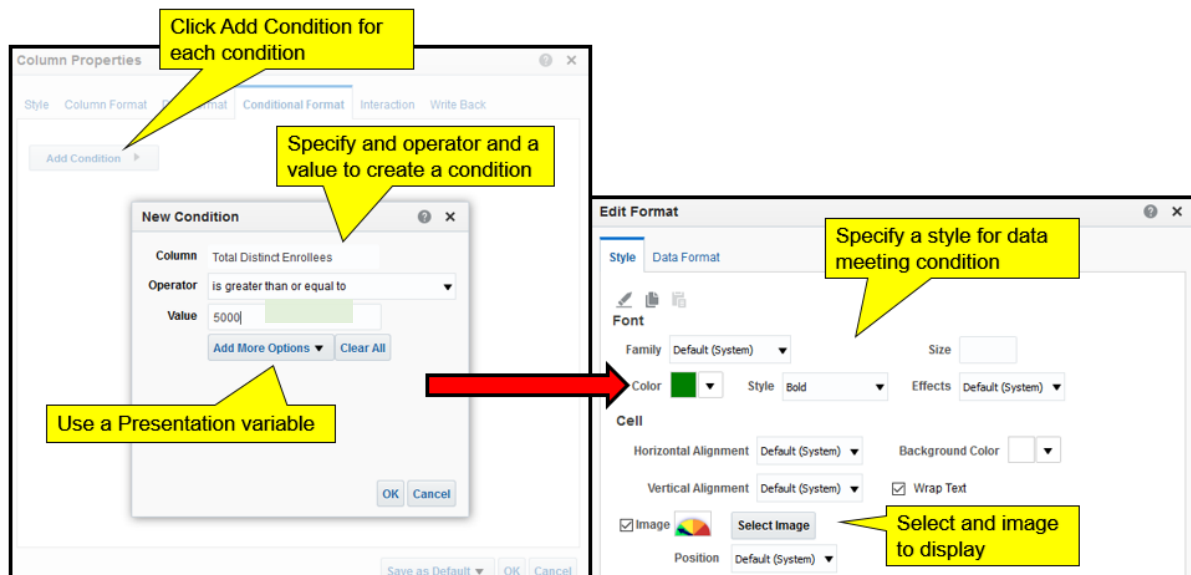 Click Add Condition for
each condition
Column Properties
Style Column Format Conditional Format Interaction Write Back
Add Condition
Specify and operator and a
value to create a condition
New Condition
Column Total Distinct Enrollees
Operator is greater than or equal to
Value 5000
Add More Options Clear All
Use a Presentation variable
OK Cancel
Save as Default OK Cancel
Edit Format
Specify a style for data
meeting condition
Style Data Format
Font
Family Default (System) Size
Color Style Bold Effects Default (System)
Cell
Horizontal Alignment Default (System) Background Color
Vertical Alignment Default (System) Wrap Text
Image Select Image
Select and image
to display
Position Default (System)